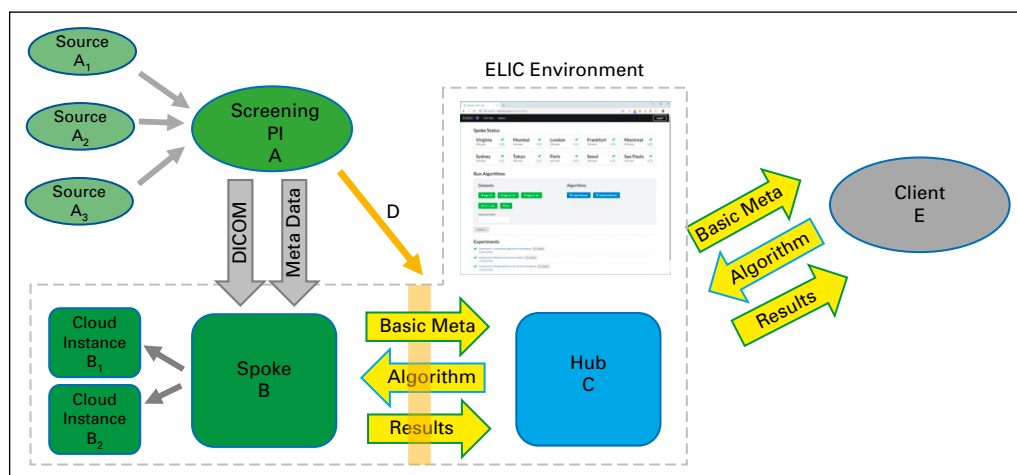 Source
A1
Source
A2
Source
A3
Screening
PI
A
DICOM
Meta Data
D
ELIC Environment
Spoke Status
Virginia
Mumbai
London
Frankfurt
Montreal
Sydney
Tokyo
Paris
Seoul
Sao Paulo
Run Algorithms
Datasets
Algorithms
Experiments
Basic Meta
Algorithm
Results
Client
E
Cloud
Instance
B1
Cloud
Instance
B2
Spoke
B
Basic Meta
Algorithm
Results
Hub
C